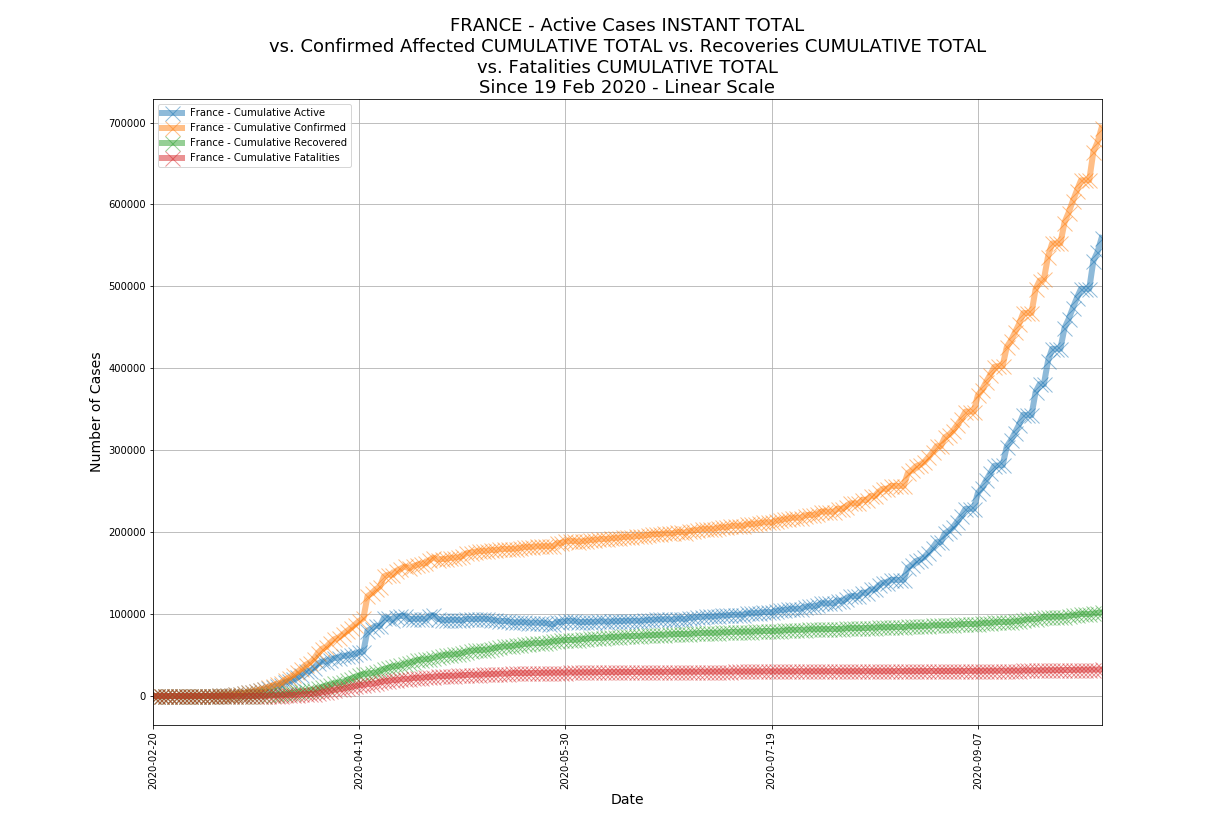 FRANCE - Active Cases INSTANT TOTAL
vs. Confirmed Affected CUMULATIVE TOTAL vs. Recoveries CUMULATIVE TOTAL
vs. Fatalities CUMULATIVE TOTAL
Since 19 Feb 2020 - Linear Scale
France - Cumulative Active
France - Cumulative Confirmed
France - Cumulative Recovered
France - Cumulative Fatalities
700000
600000
500000
400000
300000
200000
100000
0
Number of Cases
2020-02-20
2020-04-10
2020-05-30
2020-07-19
2020-09-07
Date